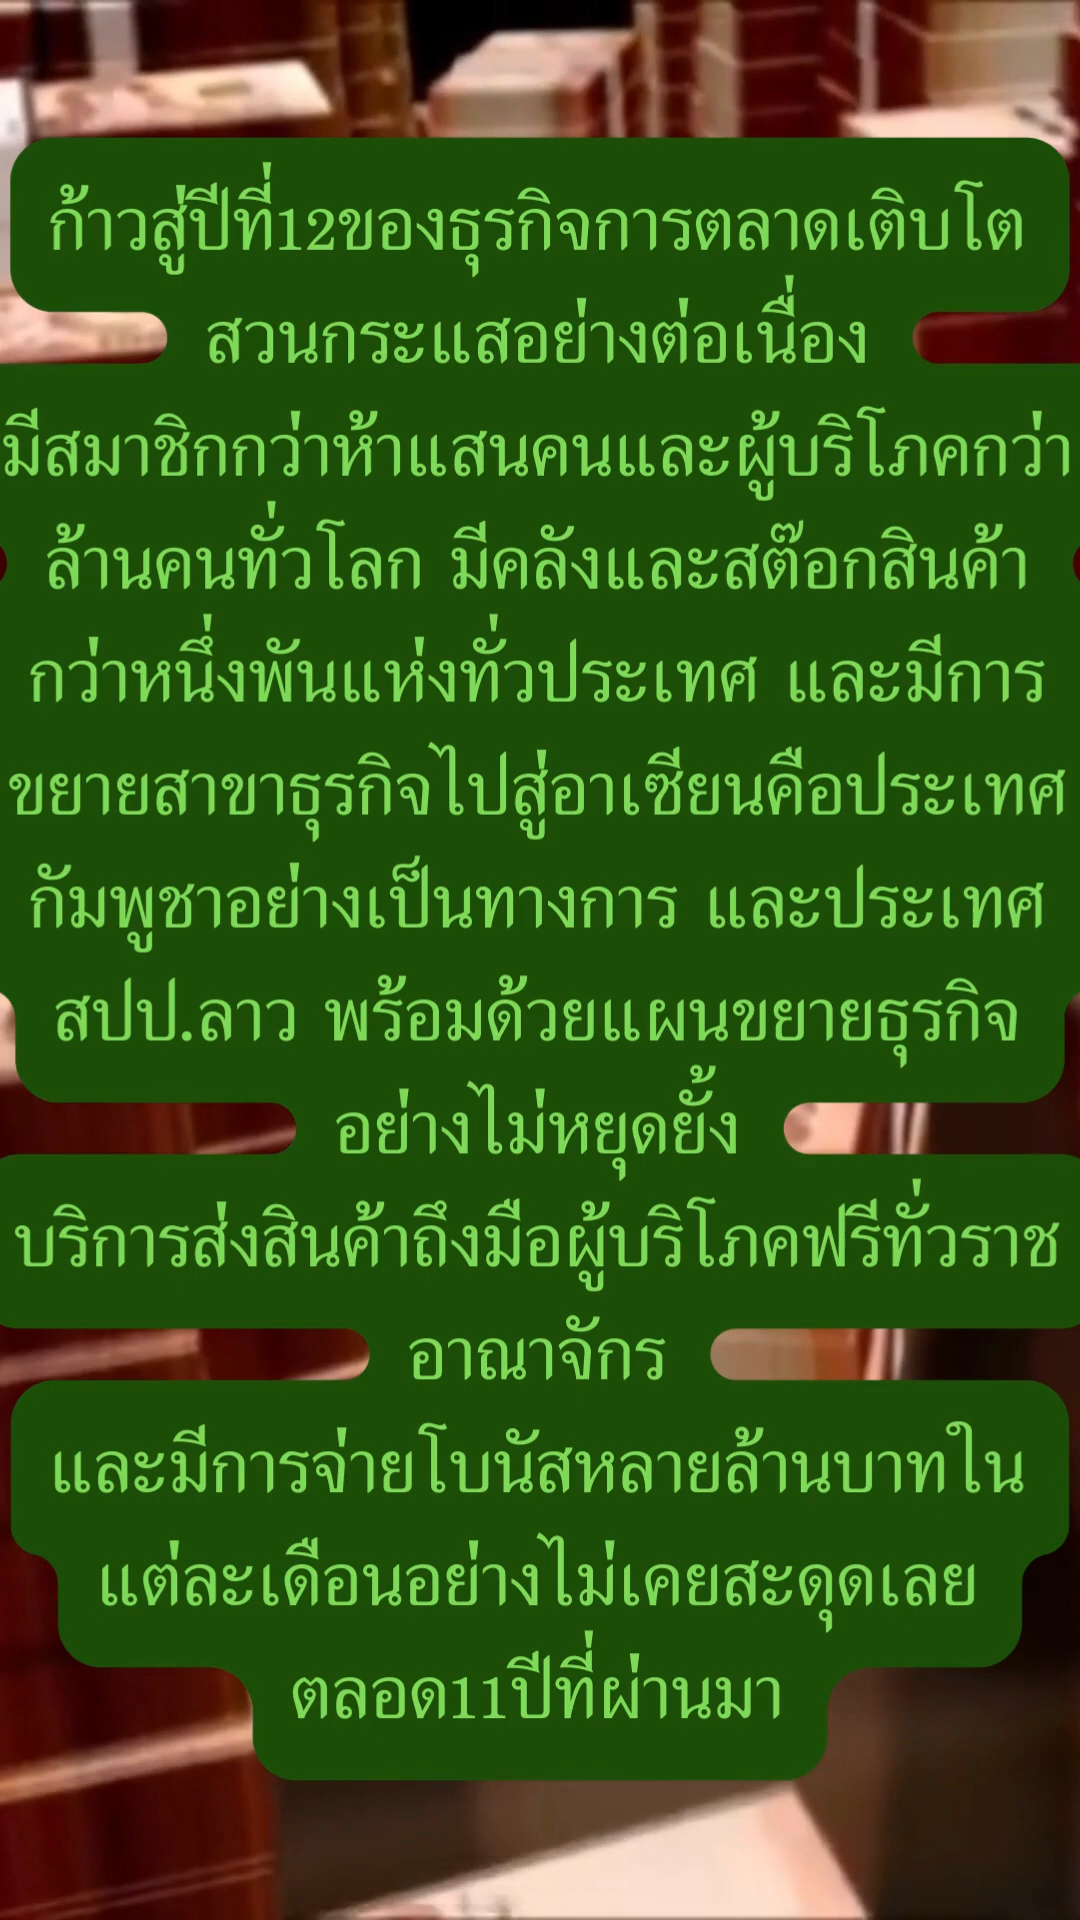 ก้าวสู่ปีที่12ของธุรกิจการตลาดเติบโต
สวนกระแสอย่างต่อเนื่อง
มีสมาชิกกว่าห้าแสนคนและผู้บริโภคกว่า
ล้านคนทั่วโลก มีคลังและสต๊อกสินค้า
กว่าหนึ่งพันแห่งทั่วประเทศ และมีการ
ขยายสาขาธุรกิจไปสู่อาเซียนคือประเทศ
กัมพูชาอย่างเป็นทางการ และประเทศ
สปป.ลาว พร้อมด้วยแผนขยายธุรกิจ
อย่างไม่หยุดยั้ง
บริการส่งสินค้าถึงมือผู้บริโภคฟรีทั่วราช
อาณาจักร
และมีการจ่ายโบนัสหลายล้านบาทใน
แต่ละเดือนอย่างไม่เคยสะดุดเลย
ตลอด11ปีที่ผ่านมา